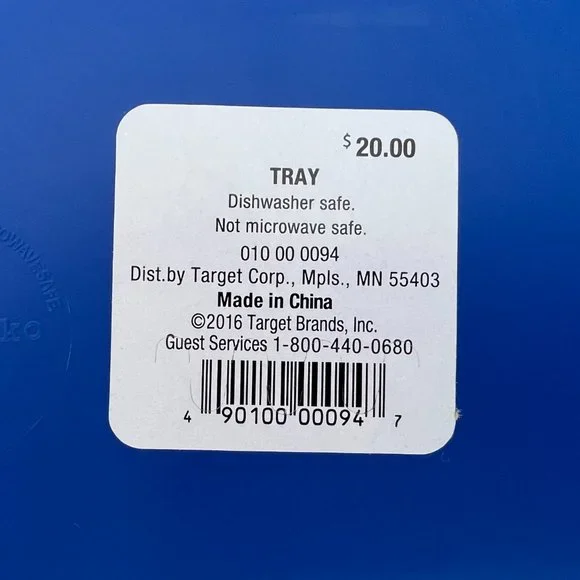 $20.00
TRAY
Dishwasher safe.
Not microwave safe.
010 00 0094
Dist.by Target Corp., Mpls., MN 55403
Made in China
©2016 Target Brands, Inc.
Guest Services 1-800-440-0680
4 90100 00094 7